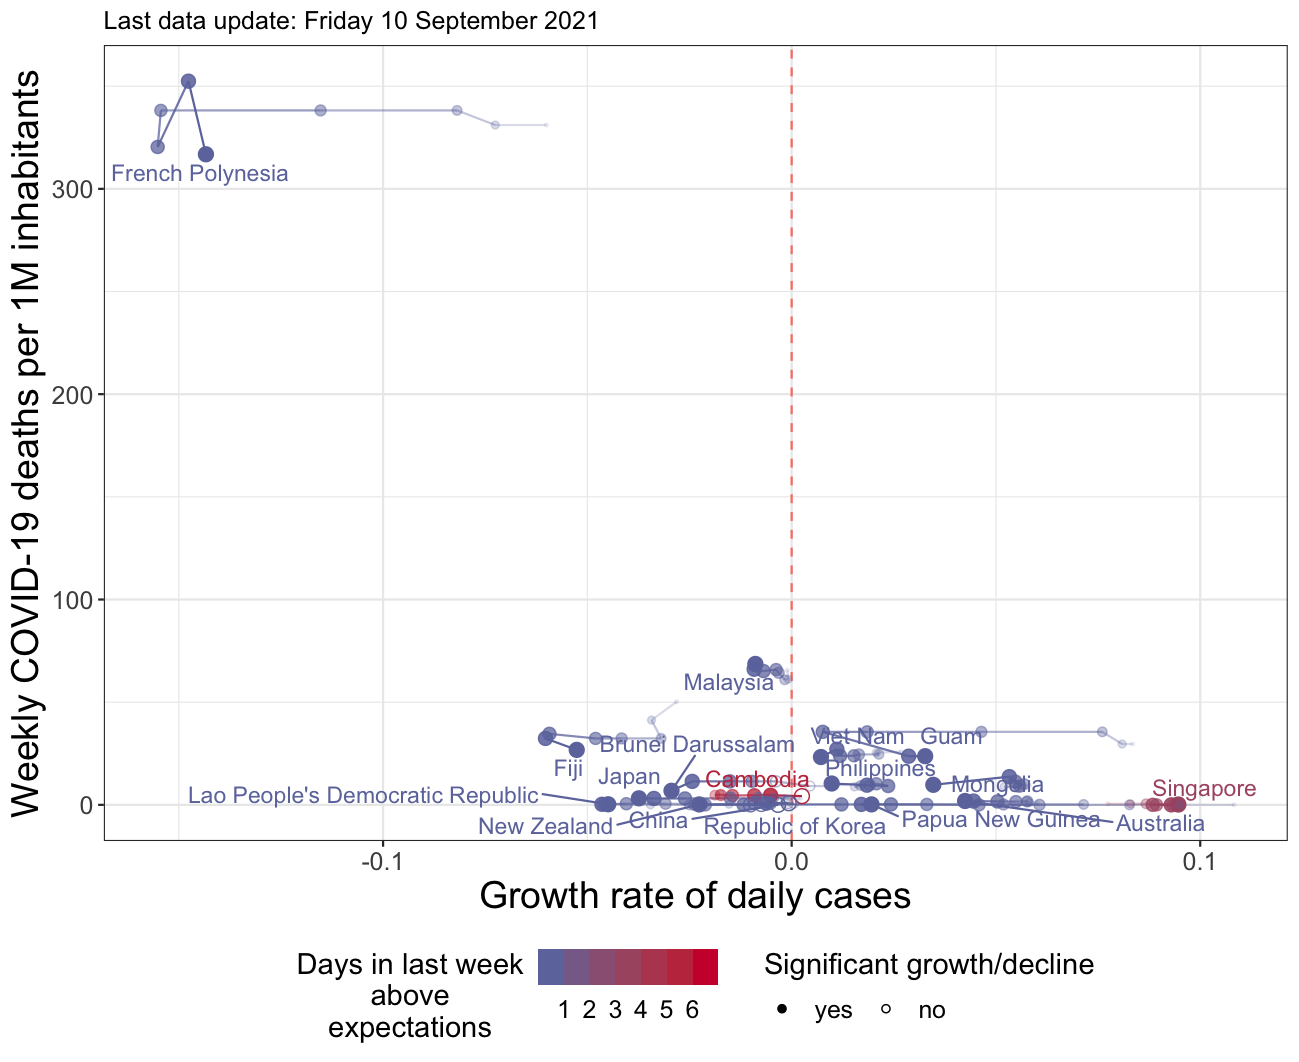 Last data update: Friday 10 September 2021
Weekly COVID-19 deaths per 1M inhabitants
300
200
100
0
French Polynesia
Malaysia
Viet Nam
Guam
Brunei Darussalam
Fiji
Philippines
Japan
Cambodia
Mongolia
Singapore
Lao People's Democratic Republic
New Zealand
China
Republic of Korea
Papua New Guinea
Australia
-0.1
0.0
0.1
Growth rate of daily cases
Days in last week
above
expectations
1 2 3 4 5 6
Significant growth/decline
yes no